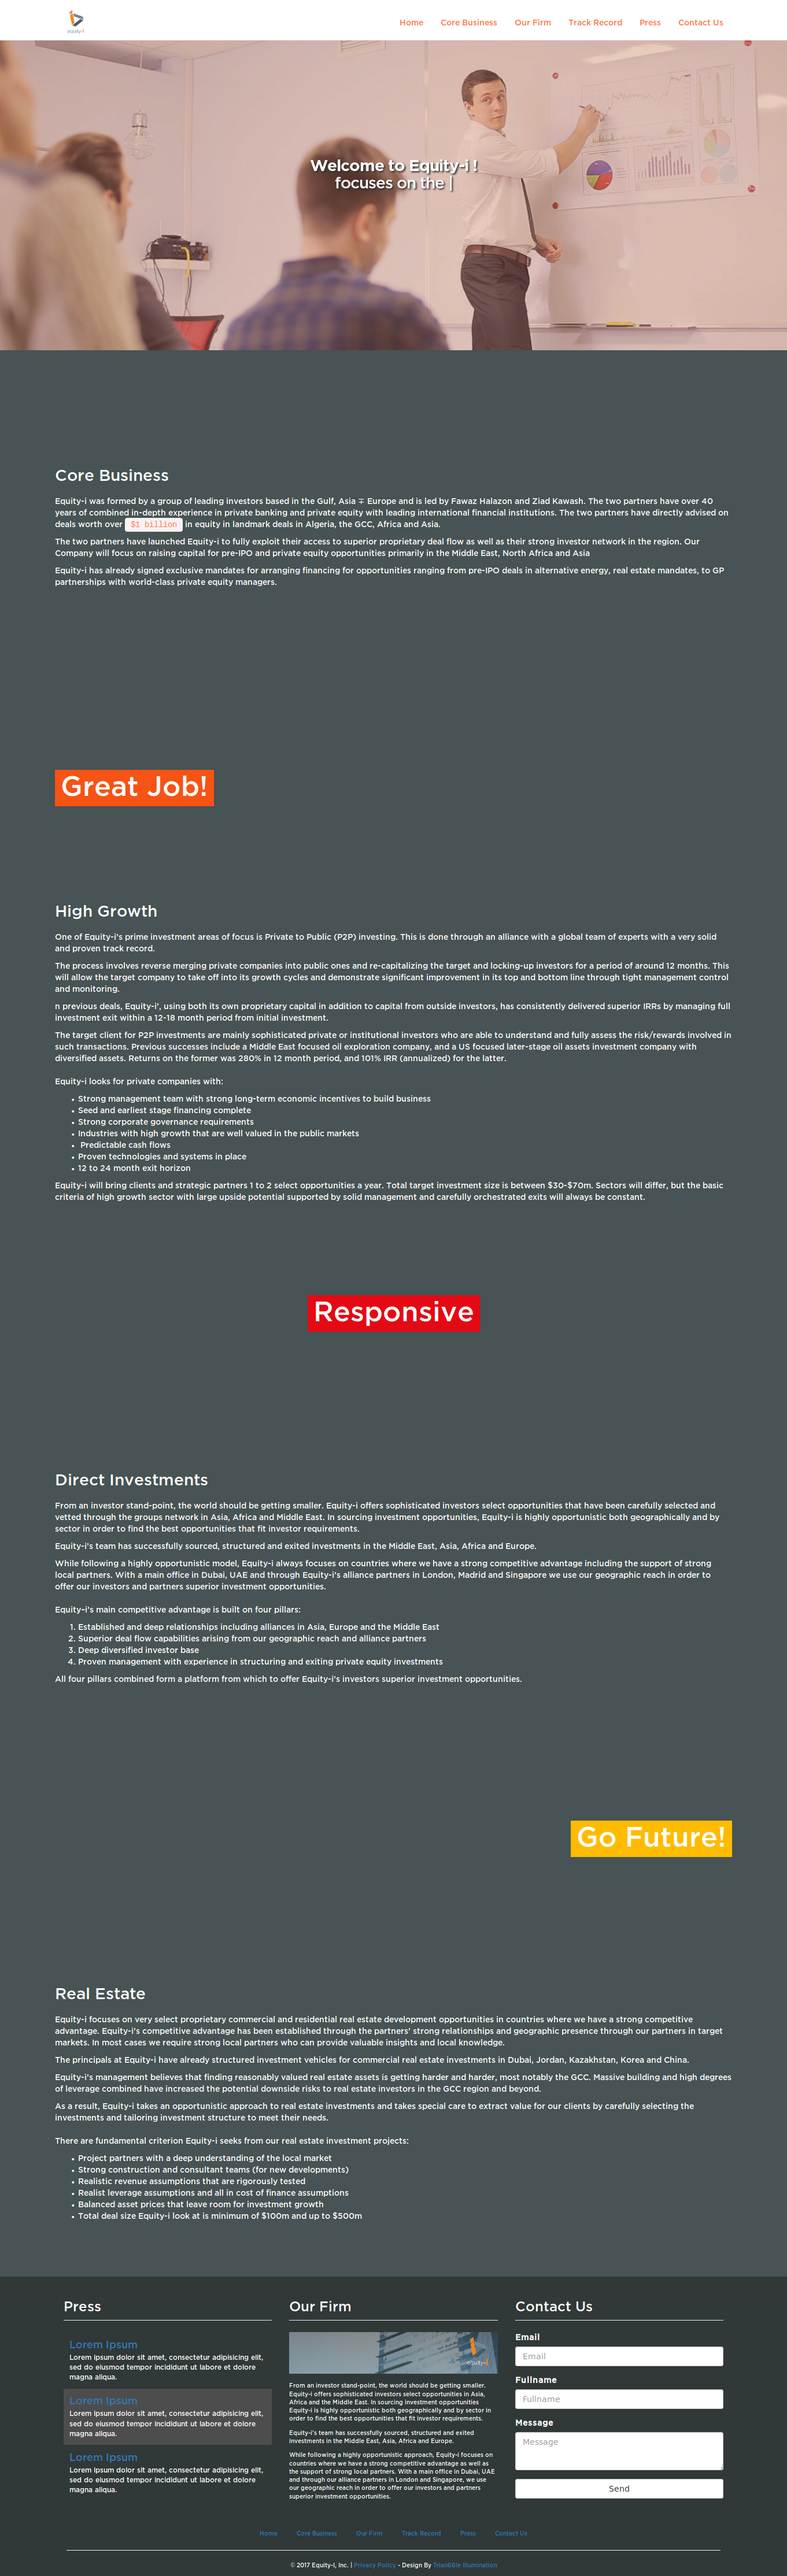 equity-i
Home Core Business Our Firm Track Record Press Contact Us
Welcome to Equity-i !
focuses on the |
Core Business
Equity-i was formed by a group of leading investors based in the Gulf, Asia ∓ Europe and is led by Fawaz Halazon and Ziad Kawash. The two partners have over 40
years of combined in-depth experience in private banking and private equity with leading international financial institutions. The two partners have directly advised on
deals worth over $1 billion in equity in landmark deals in Algeria, the GCC, Africa and Asia.
The two partners have launched Equity-i to fully exploit their access to superior proprietary deal flow as well as their strong investor network in the region. Our
Company will focus on raising capital for pre-IPO and private equity opportunities primarily in the Middle East, North Africa and Asia
Equity-i has already signed exclusive mandates for arranging financing for opportunities ranging from pre-IPO deals in alternative energy, real estate mandates, to GP
partnerships with world-class private equity managers.
Great Job!
High Growth
One of Equity-i's prime investment areas of focus is Private to Public (P2P) investing. This is done through an alliance with a global team of experts with a very solid
and proven track record.
The process involves reverse merging private companies into public ones and re-capitalizing the target and locking-up investors for a period of around 12 months. This
will allow the target company to take off into its growth cycles and demonstrate significant improvement in its top and bottom line through tight management control
and monitoring.
n previous deals, Equity-i', using both its own proprietary capital in addition to capital from outside investors, has consistently delivered superior IRRs by managing full
investment exit within a 12-18 month period from initial investment.
The target client for P2P investments are mainly sophisticated private or institutional investors who are able to understand and fully assess the risk/rewards involved in
such transactions. Previous successes include a Middle East focused oil exploration company, and a US focused later-stage oil assets investment company with
diversified assets. Returns on the former was 280% in 12 month period, and 101% IRR (annualized) for the latter.
Equity-i looks for private companies with:
• Strong management team with strong long-term economic incentives to build business
• Seed and earliest stage financing complete
• Strong corporate governance requirements
• Industries with high growth that are well valued in the public markets
• Predictable cash flows
• Proven technologies and systems in place
• 12 to 24 month exit horizon
Equity-i will bring clients and strategic partners 1 to 2 select opportunities a year. Total target investment size is between $30-$70m. Sectors will differ, but the basic
criteria of high growth sector with large upside potential supported by solid management and carefully orchestrated exits will always be constant.
Responsive
Direct Investments
From an investor stand-point, the world should be getting smaller. Equity-i offers sophisticated investors select opportunities that have been carefully selected and
vetted through the groups network in Asia, Africa and Middle East. In sourcing investment opportunities, Equity-i is highly opportunistic both geographically and by
sector in order to find the best opportunities that fit investor requirements.
Equity-i's team has successfully sourced, structured and exited investments in the Middle East, Asia, Africa and Europe.
While following a highly opportunistic model, Equity-i always focuses on countries where we have a strong competitive advantage including the support of strong
local partners. With a main office in Dubai, UAE and through Equity-i's alliance partners in London, Madrid and Singapore we use our geographic reach in order to
offer our investors and partners superior investment opportunities.
Equity-i's main competitive advantage is built on four pillars:
1. Established and deep relationships including alliances in Asia, Europe and the Middle East
2. Superior deal flow capabilities arising from our geographic reach and alliance partners
3. Deep diversified investor base
4. Proven management with experience in structuring and exiting private equity investments
All four pillars combined form a platform from which to offer Equity-i's investors superior investment opportunities.
Go Future!
Real Estate
Equity-i focuses on very select proprietary commercial and residential real estate development opportunities in countries where we have a strong competitive
advantage. Equity-i's competitive advantage has been established through the partners' strong relationships and geographic presence through our partners in target
markets. In most cases we require strong local partners who can provide valuable insights and local knowledge.
The principals at Equity-i have already structured investment vehicles for commercial real estate investments in Dubai, Jordan, Kazakhstan, Korea and China.
Equity-i's management believes that finding reasonably valued real estate assets is getting harder and harder, most notably the GCC. Massive building and high degrees
of leverage combined have increased the potential downside risks to real estate investors in the GCC region and beyond.
As a result, Equity-i takes an opportunistic approach to real estate investments and takes special care to extract value for our clients by carefully selecting the
investments and tailoring investment structure to meet their needs.
There are fundamental criterion Equity-i seeks from our real estate investment projects:
• Project partners with a deep understanding of the local market
• Strong construction and consultant teams (for new developments)
• Realistic revenue assumptions that are rigorously tested
• Realist leverage assumptions and all in cost of finance assumptions
• Balanced asset prices that leave room for investment growth
• Total deal size Equity-i look at is minimum of $100m and up to $500m
Press
Lorem Ipsum
Lorem ipsum dolor sit amet, consectetur adipisicing elit,
sed do eiusmod tempor incididunt ut labore et dolore
magna aliqua.
Lorem Ipsum
Lorem ipsum dolor sit amet, consectetur adipisicing elit,
sed do eiusmod tempor incididunt ut labore et dolore
magna aliqua.
Lorem Ipsum
Lorem ipsum dolor sit amet, consectetur adipisicing elit,
sed do eiusmod tempor incididunt ut labore et dolore
magna aliqua.
Our Firm
equity-i
From an investor stand-point, the world should be getting smaller.
Equity-i offers sophisticated investors select opportunities in Asia,
Africa and the Middle East. In sourcing investment opportunities
Equity-i is highly opportunistic both geographically and by sector in
order to find the best opportunities that fit investor requirements.
Equity-i's team has successfully sourced, structured and exited
investments in the Middle East, Asia, Africa and Europe.
While following a highly opportunistic approach, Equity-i focuses on
countries where we have a strong competitive advantage as well as
the support of strong local partners. With a main office in Dubai, UAE
and through our alliance partners in London and Singapore, we use
our geographic reach in order to offer our investors and partners
superior investment opportunities.
Contact Us
Email
Email
Fullname
Fullname
Message
Message
Send
Home Core Business Our Firm Track Record Press Contact Us
© 2017 Equity-I, Inc. | Privacy Policy - Design By Trian66le Illumination